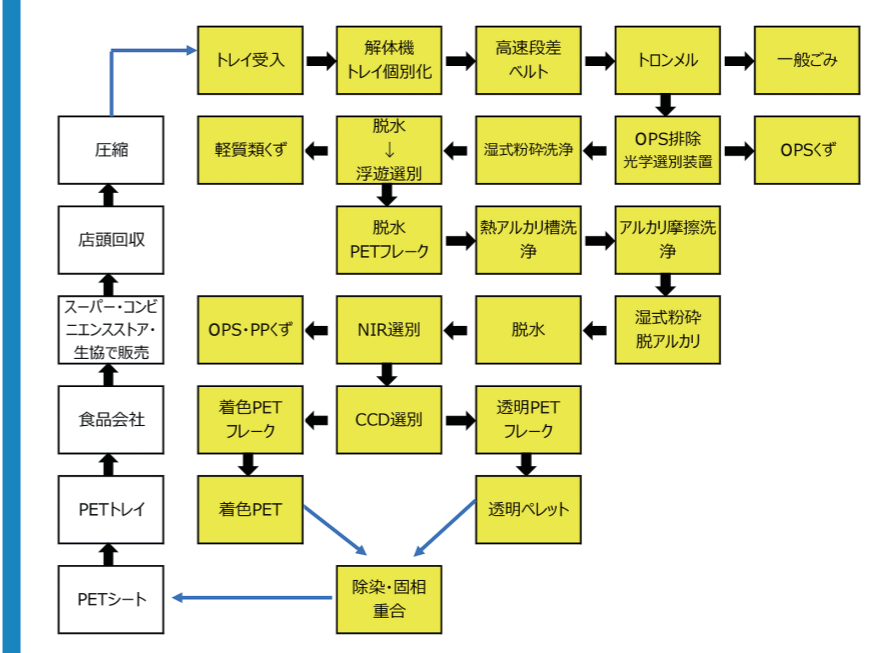 トレイ受入
解体機
トレイ個別化
高速段差
ベルト
トロンメル
一般ごみ
圧縮
軽質類くず
脱水
↓
浮遊選別
湿式粉砕洗浄
OPS排除
光学選別装置
OPSくず
店頭回収
脱水
PETフレーク
熱アルカリ槽洗
浄
アルカリ摩擦洗
浄
スーパー・コンビ
ニエンスストア・
生協で販売
OPS・PPくず
NIR選別
脱水
湿式粉砕
脱アルカリ
食品会社
着色PET
フレーク
CCD選別
透明PET
フレーク
PETトレイ
着色PET
透明ペレット
PETシート
除染・固相
重合